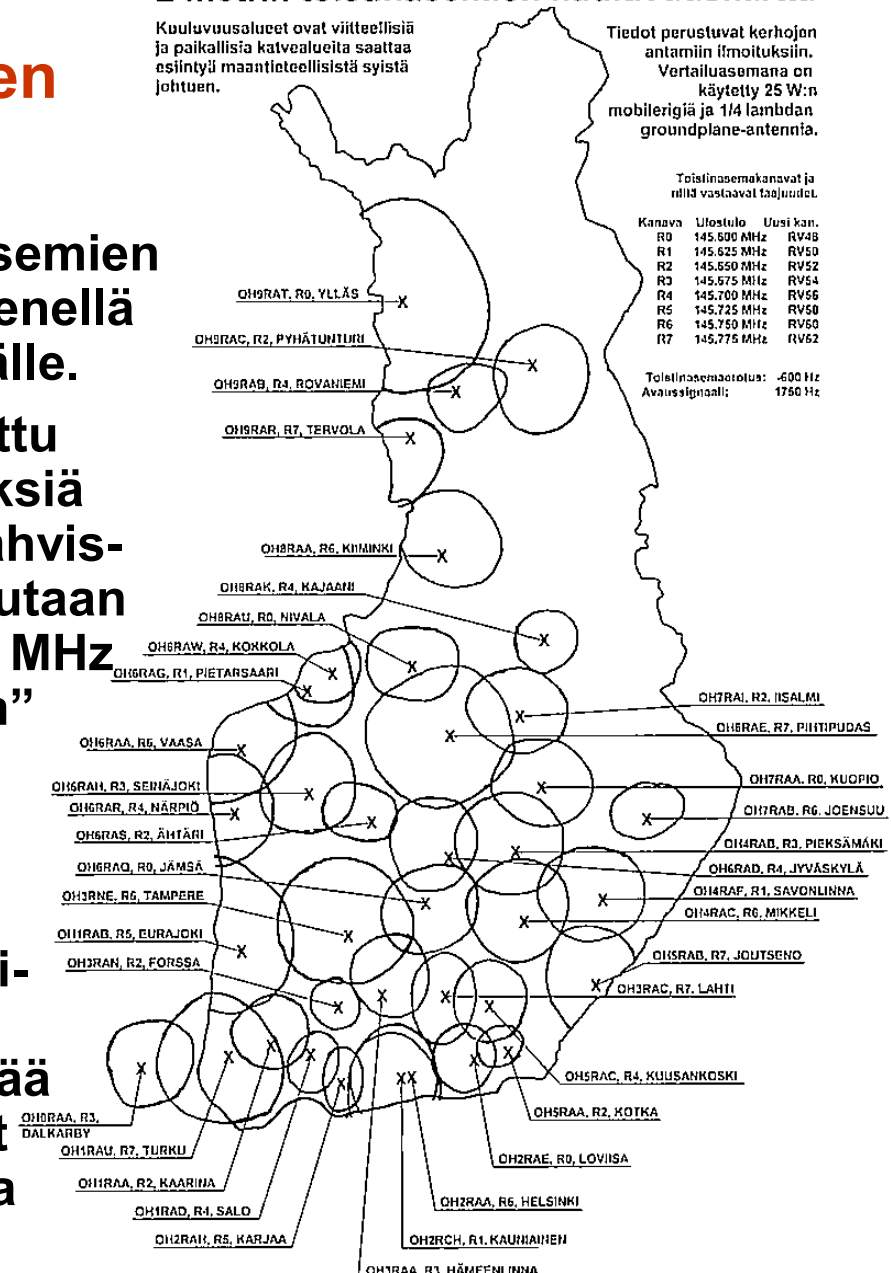 Kuuluvuusalueet ovat viitteellisiä
ja paikallisia katvealueita saattaa
esiintyä maantieteellisistä syistä
johtuen.
Tiedot perustuvat kerhojen
antamiin ilmoituksiin.
Vertailuasemana on
käytetty 25 W:n
mobilerigiä ja 1/4 lambdan
groundplane-antennia.
en
semien
enellä
älle.
ttu
ksiä
ahvis-
utaan
MHz
n”
i-
ää
t
a
Toistinasemakanavat ja
niitä vastaavat taajuudet.
Kanava Ulostulo Uusi kan.
R0 145.600 MHz RV48
R1 145.625 MHz RV50
R2 145.650 MHz RV52
R3 145.675 MHz RV54
R4 145.700 MHz RV56
R5 145.725 MHz RV58
R6 145.750 MHz RV60
R7 145.775 MHz RV62
Toistinasemaerotus: -600 Hz
Avaussignaali: 1750 Hz
OH9RAT, R0, YLLÄS
OH9RAC, R2, PYHÄTUNTURI
OH9RAB, R4, ROVANIEMI
OH9RAR, R7, TERVOLA
OH8RAA, R6, KIIMINKI
OH8RAK, R4, KAJAANI
OH8RAU, R0, NIVALA
OH6RAW, R4, KOKKOLA
OH6RAG, R1, PIETARSAARI
OH7RAI, R2, IISALMI
OH6RAE, R7, PIHTIPUDAS
OH6RAA, R6, VAASA
OH7RAA, R0, KUOPIO
OH6RAH, R3, SEINÄJOKI
OH6RAR, R4, NÄRPIÖ
OH7RAB, R6, JOENSUU
OH6RAS, R2, ÄHTÄRI
OH4RAB, R3, PIEKSÄMÄKI
OH6RAQ, R0, JÄMSÄ
OH6RAD, R4, JYVÄSKYLÄ
OH3RNE, R6, TAMPERE
OH4RAF, R1, SAVONLINNA
OH4RAC, R6, MIKKELI
OH1RAB, R5, EURAJOKI
OH3RAN, R2, FORSSA
OH5RAB, R7, JOUTSENO
OH3RAC, R7, LAHTI
OH5RAC, R4, KUUSANKOSKI
OH5RAA, R2, KOTKA
OH0RAA, R3,
DALKARBY
OH1RAU, R7, TURKU
OH2RAE, R0, LOVIISA
OH1RAA, R2, KAARINA
OH2RAA, R6, HELSINKI
OH1RAD, R4, SALO
OH2RAH, R5, KARJAA
OH2RCH, R1, KAUNIAINEN
OH3RAA, R3, HÄMEENLINNA